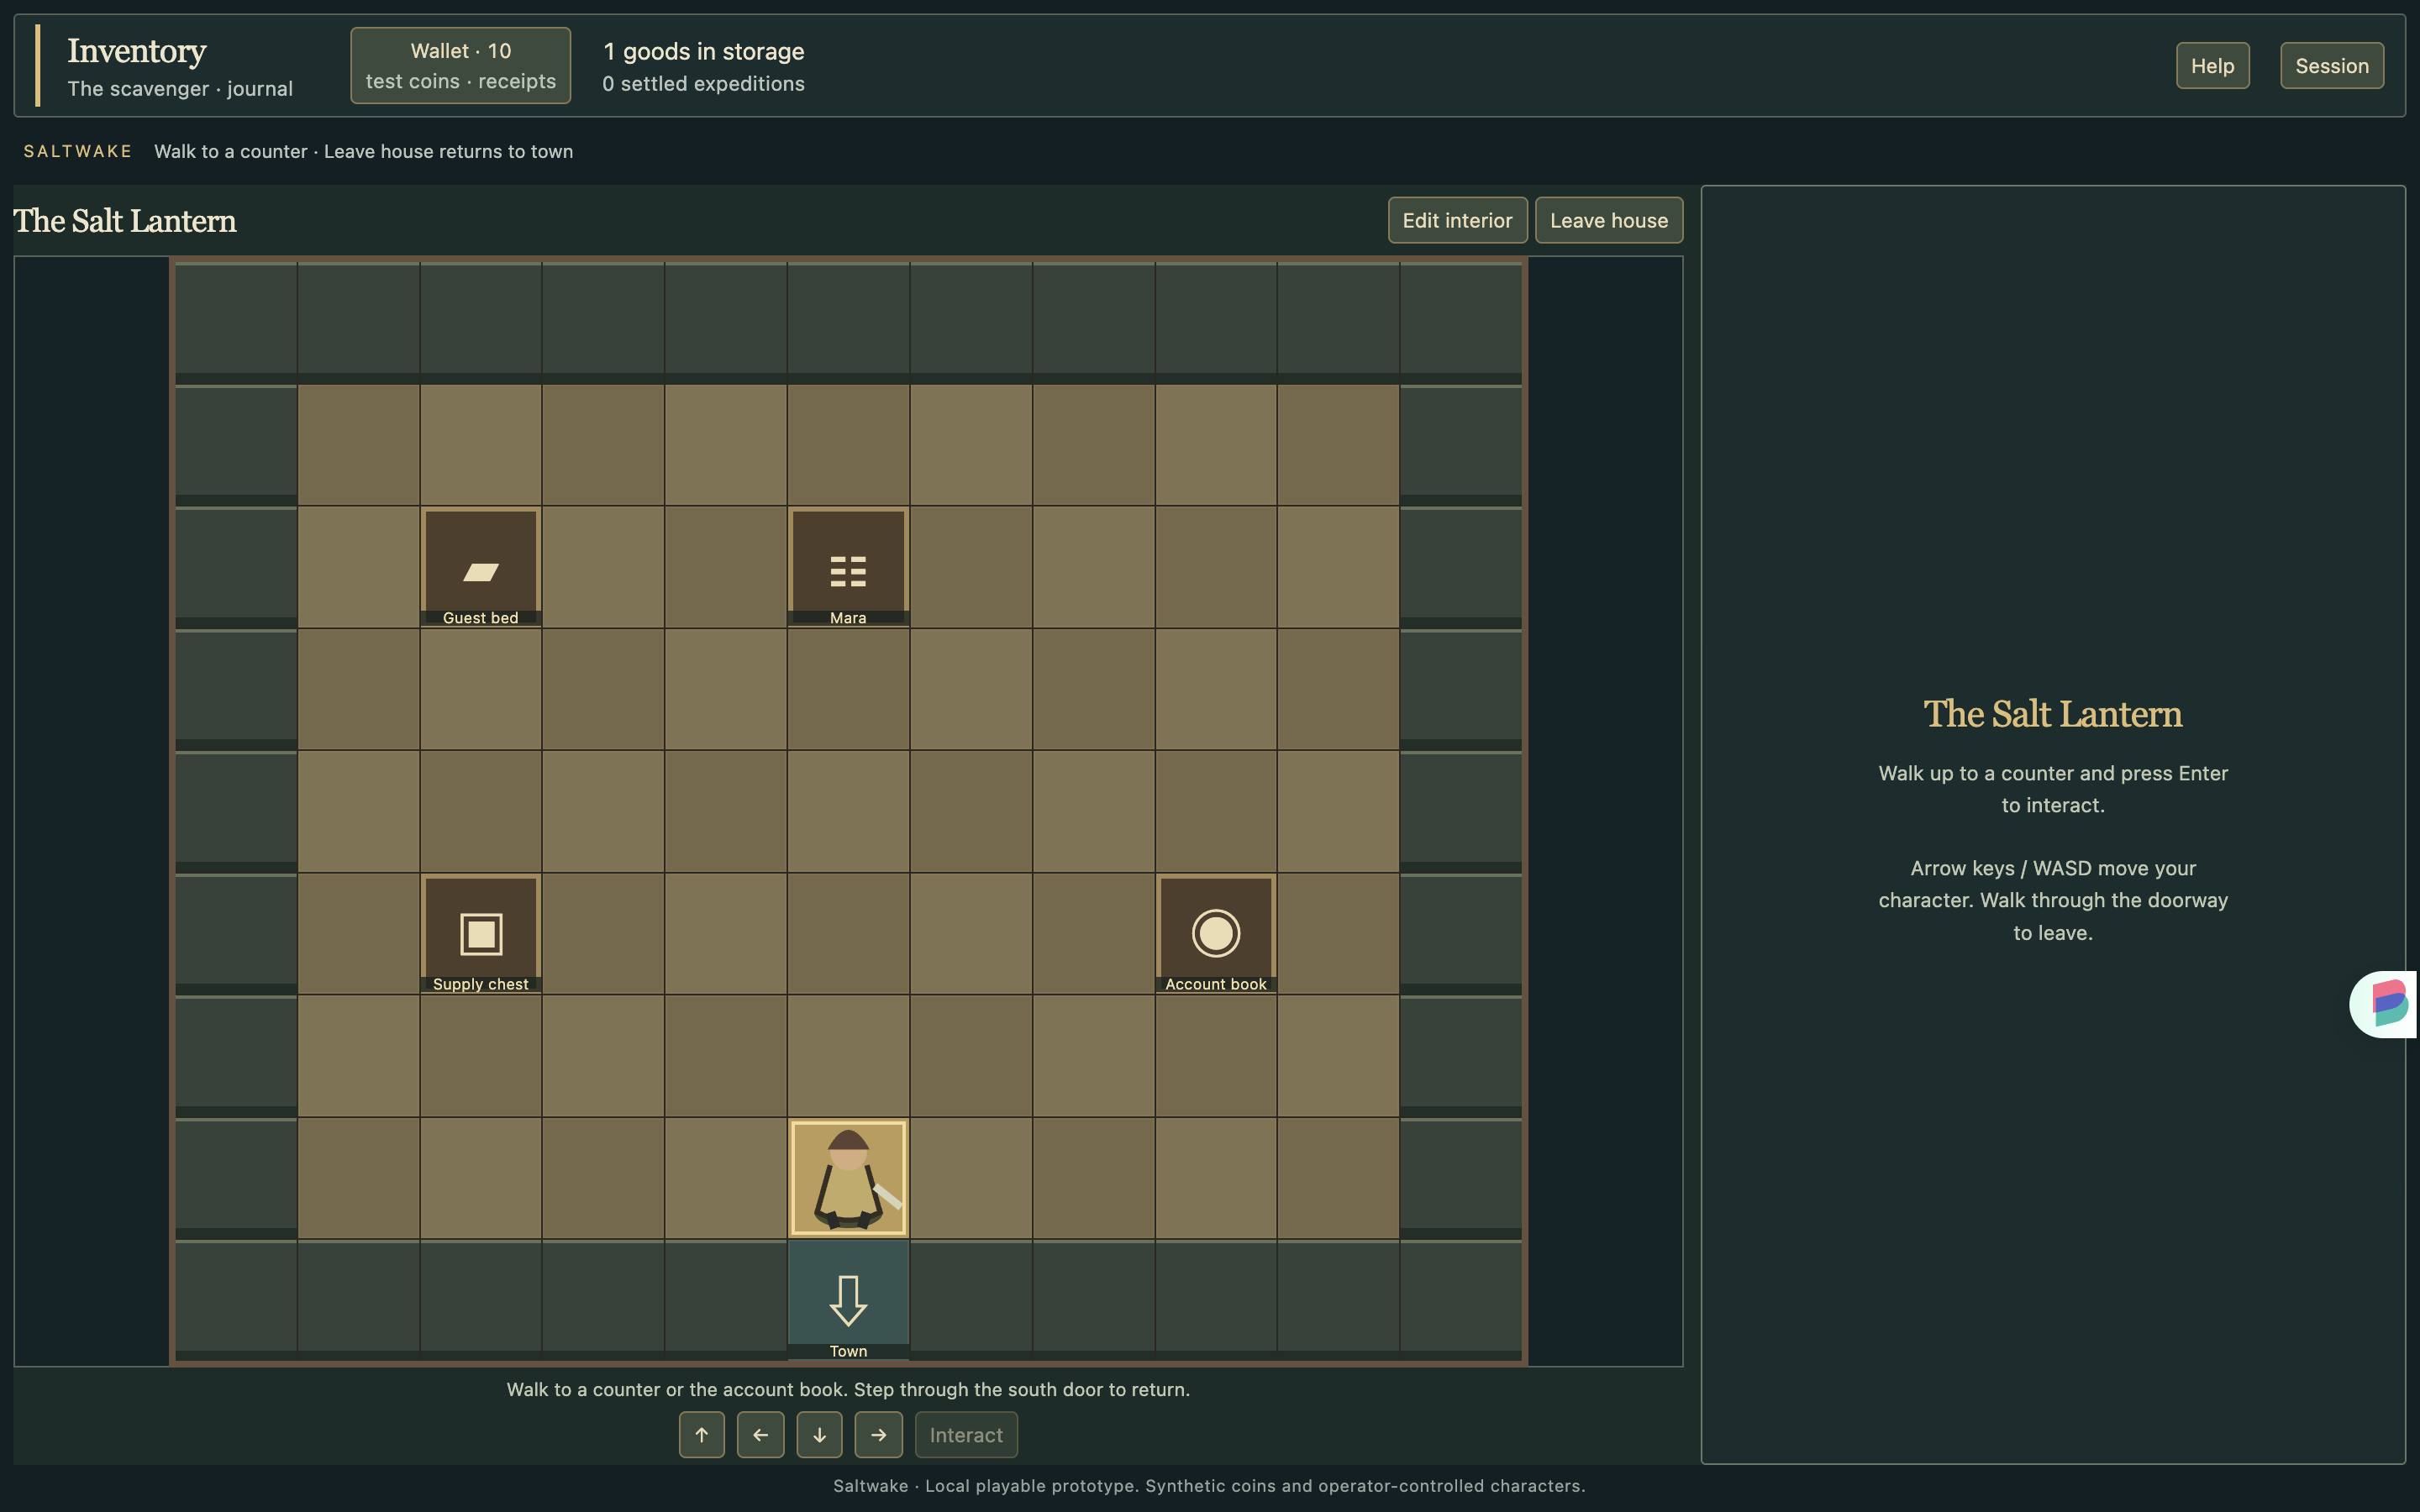 Inventory
The scavenger · journal
Wallet · 10
test coins · receipts
1 goods in storage
0 settled expeditions
Help
Session
SALTWAKE Walk to a counter · Leave house returns to town
The Salt Lantern
Edit interior
Leave house
Guest bed
Mara
Supply chest
Account book
Town
Walk to a counter or the account book. Step through the south door to return.
↑ ← ↓ → Interact
The Salt Lantern
Walk up to a counter and press Enter
to interact.
Arrow keys / WASD move your
character. Walk through the doorway
to leave.
Saltwake · Local playable prototype. Synthetic coins and operator-controlled characters.